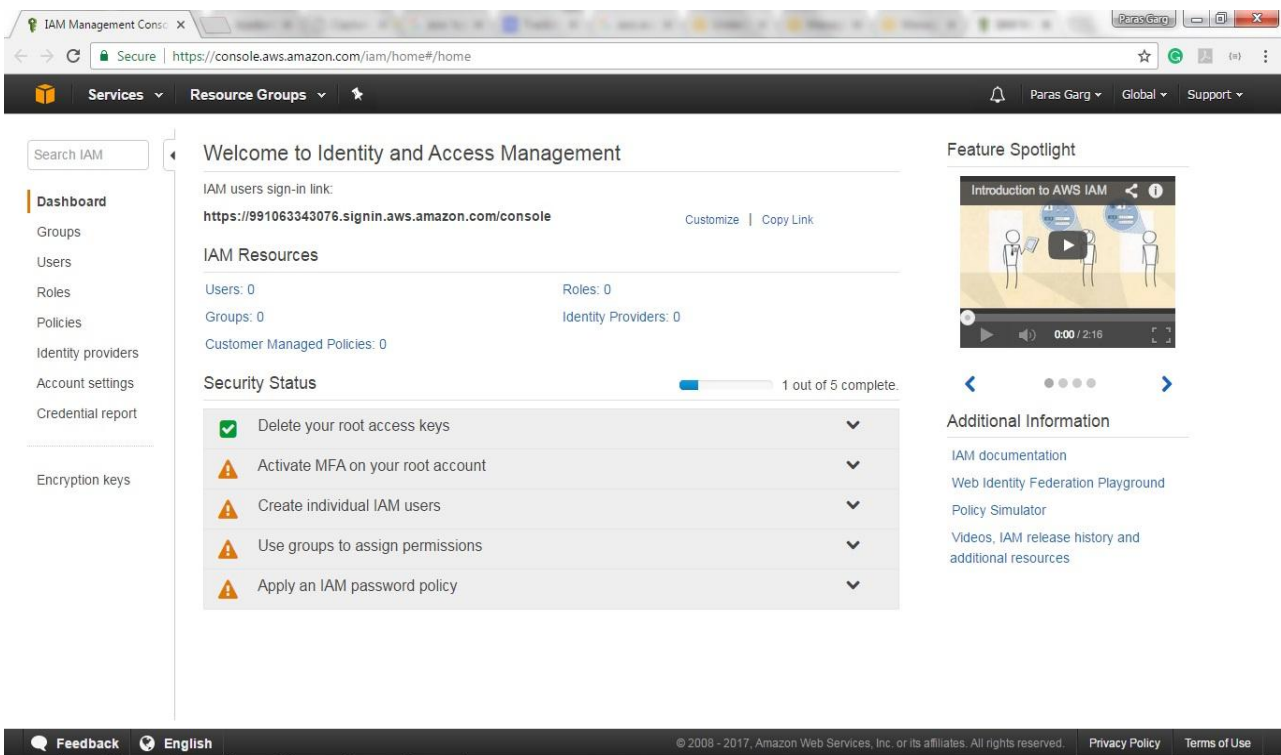 IAM Management Consc
Paras Garg
Secure | https://console.aws.amazon.com/iam/home#/home
Services Resource Groups Paras Garg Global Support
Search IAM
Dashboard
Groups
Users
Roles
Policies
Identity providers
Account settings
Credential report
Encryption keys
Welcome to Identity and Access Management
IAM users sign-in link:
https://991063343076.signin.aws.amazon.com/console Customize | Copy Link
IAM Resources
Users: 0 Roles: 0
Groups: 0 Identity Providers: 0
Customer Managed Policies: 0
Security Status 1 out of 5 complete.
Delete your root access keys
Activate MFA on your root account
Create individual IAM users
Use groups to assign permissions
Apply an IAM password policy
Feature Spotlight
Introduction to AWS IAM
0:00 / 2:16
Additional Information
IAM documentation
Web Identity Federation Playground
Policy Simulator
Videos, IAM release history and
additional resources
Feedback English © 2008 - 2017, Amazon Web Services, Inc. or its affiliates. All rights reserved. Privacy Policy Terms of Use